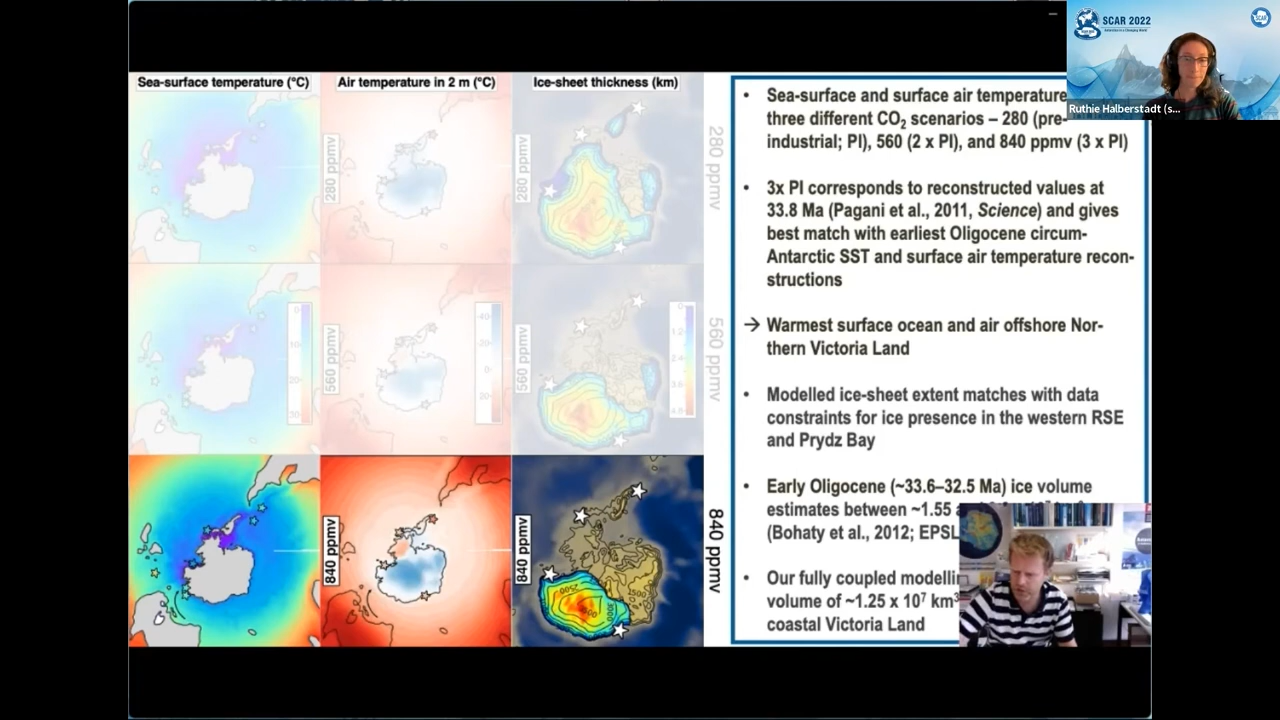 SCAR 2022
Ruthie Halberstadt (s...
Sea-surface temperature (°C)
Air temperature in 2 m (°C)
Ice-sheet thickness (km)
280 ppmv
280 ppmv
280 ppmv
560 ppmv
560 ppmv
560 ppmv
840 ppmv
840 ppmv
840 ppmv
• Sea-surface and surface air temperature
three different CO₂ scenarios – 280 (pre-
industrial; PI), 560 (2 x PI), and 840 ppmv (3 x PI)
• 3x PI corresponds to reconstructed values at
33.8 Ma (Pagani et al., 2011, Science) and gives
best match with earliest Oligocene circum-
Antarctic SST and surface air temperature recon-
structions
→ Warmest surface ocean and air offshore Nor-
thern Victoria Land
• Modelled ice-sheet extent matches with data
constraints for ice presence in the western RSE
and Prydz Bay
• Early Oligocene (~33.6–32.5 Ma) ice volume
estimates between ~1.55
(Bohaty et al., 2012; EPSL
• Our fully coupled
volume of ~1.25 x 10⁷ km³
coastal Victoria Land